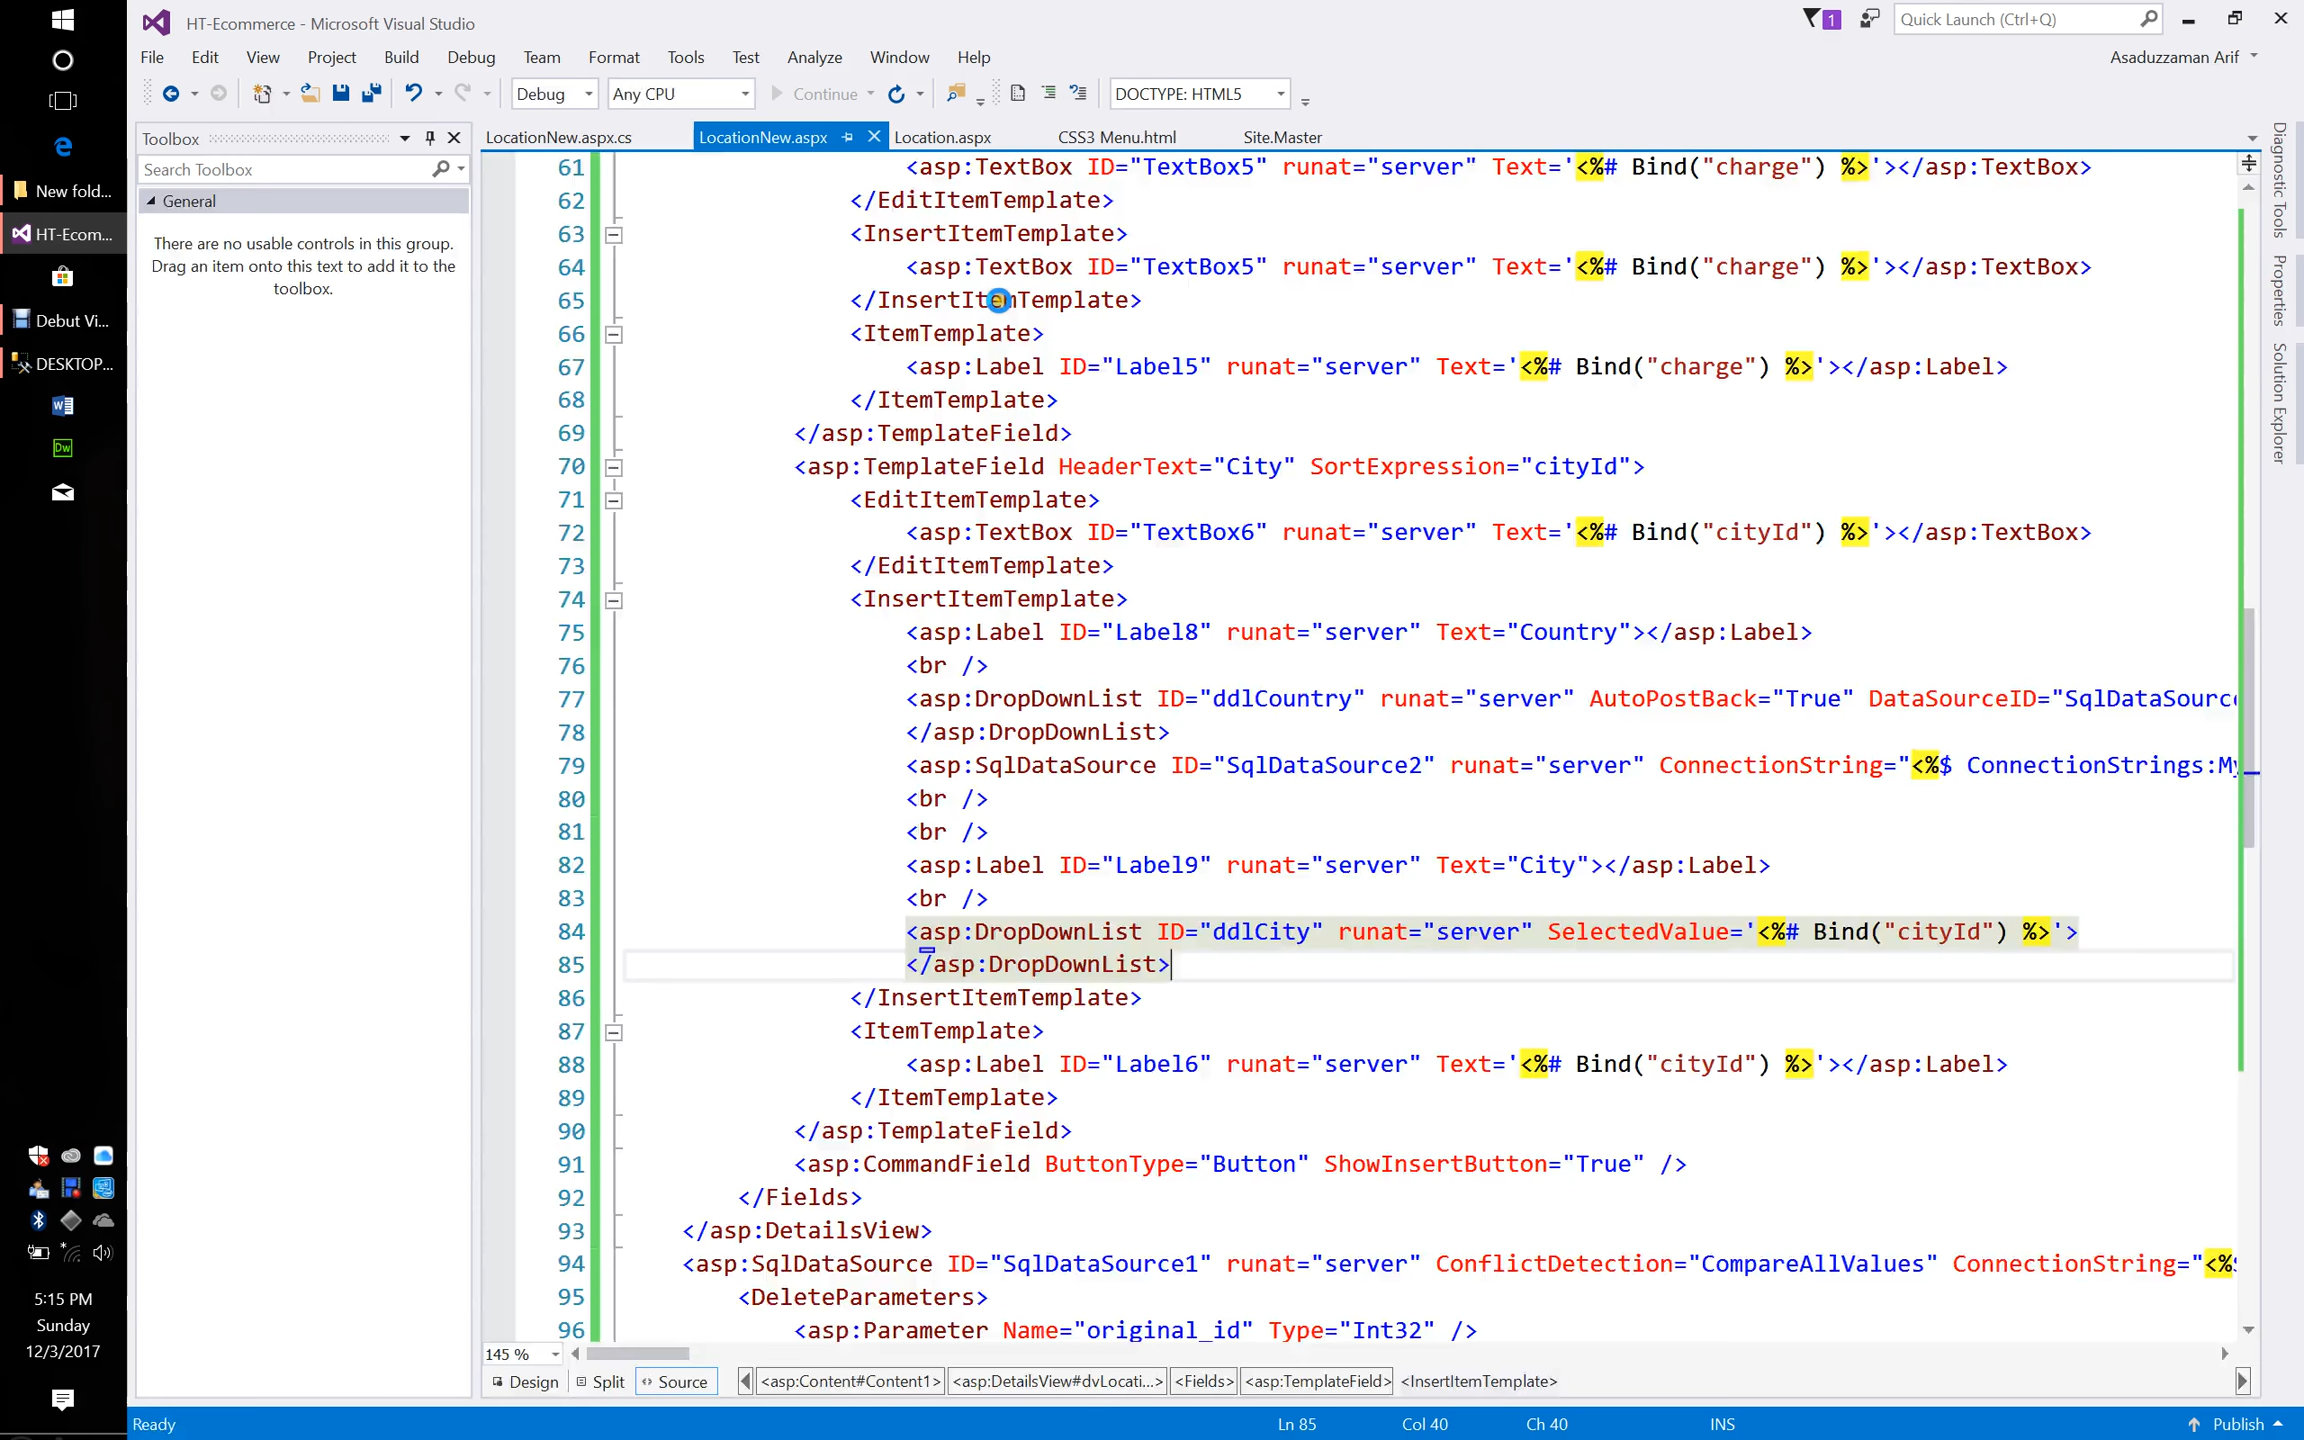 HT-Ecommerce - Microsoft Visual Studio
1
Quick Launch (Ctrl+Q)
File Edit View Project Build Debug Team Format Tools Test Analyze Window Help
Asaduzzaman Arif
Debug Any CPU Continue DOCTYPE: HTML5
Toolbox
Search Toolbox
General
There are no usable controls in this group.
Drag an item onto this text to add it to the
toolbox.
LocationNew.aspx.cs LocationNew.aspx Location.aspx CSS3 Menu.html Site.Master
61 <asp:TextBox ID="TextBox5" runat="server" Text='<%# Bind("charge") %>'></asp:TextBox>
62 </EditItemTemplate>
63 <InsertItemTemplate>
64 <asp:TextBox ID="TextBox5" runat="server" Text='<%# Bind("charge") %>'></asp:TextBox>
65 </InsertItemTemplate>
66 <ItemTemplate>
67 <asp:Label ID="Label5" runat="server" Text='<%# Bind("charge") %>'></asp:Label>
68 </ItemTemplate>
69 </asp:TemplateField>
70 <asp:TemplateField HeaderText="City" SortExpression="cityId">
71 <EditItemTemplate>
72 <asp:TextBox ID="TextBox6" runat="server" Text='<%# Bind("cityId") %>'></asp:TextBox>
73 </EditItemTemplate>
74 <InsertItemTemplate>
75 <asp:Label ID="Label8" runat="server" Text="Country"></asp:Label>
76 <br />
77 <asp:DropDownList ID="ddlCountry" runat="server" AutoPostBack="True" DataSourceID="SqlDataSourc
78 </asp:DropDownList>
79 <asp:SqlDataSource ID="SqlDataSource2" runat="server" ConnectionString="<%$ ConnectionStrings:My
80 <br />
81 <br />
82 <asp:Label ID="Label9" runat="server" Text="City"></asp:Label>
83 <br />
84 <asp:DropDownList ID="ddlCity" runat="server" SelectedValue='<%# Bind("cityId") %>'>
85 </asp:DropDownList>
86 </InsertItemTemplate>
87 <ItemTemplate>
88 <asp:Label ID="Label6" runat="server" Text='<%# Bind("cityId") %>'></asp:Label>
89 </ItemTemplate>
90 </asp:TemplateField>
91 <asp:CommandField ButtonType="Button" ShowInsertButton="True" />
92 </Fields>
93 </asp:DetailsView>
94 <asp:SqlDataSource ID="SqlDataSource1" runat="server" ConflictDetection="CompareAllValues" ConnectionString="<%$
95 <DeleteParameters>
96 <asp:Parameter Name="original_id" Type="Int32" />
145 %
Design Split Source <asp:Content#Content1> <asp:DetailsView#dvLocati...> <Fields> <asp:TemplateField> <InsertItemTemplate>
Ready Ln 85 Col 40 Ch 40 INS Publish
Diagnostic Tools
Properties
Solution Explorer
New fold...
HT-Ecom...
Debut Vi...
DESKTOP...
Dw
5:15 PM
Sunday
12/3/2017